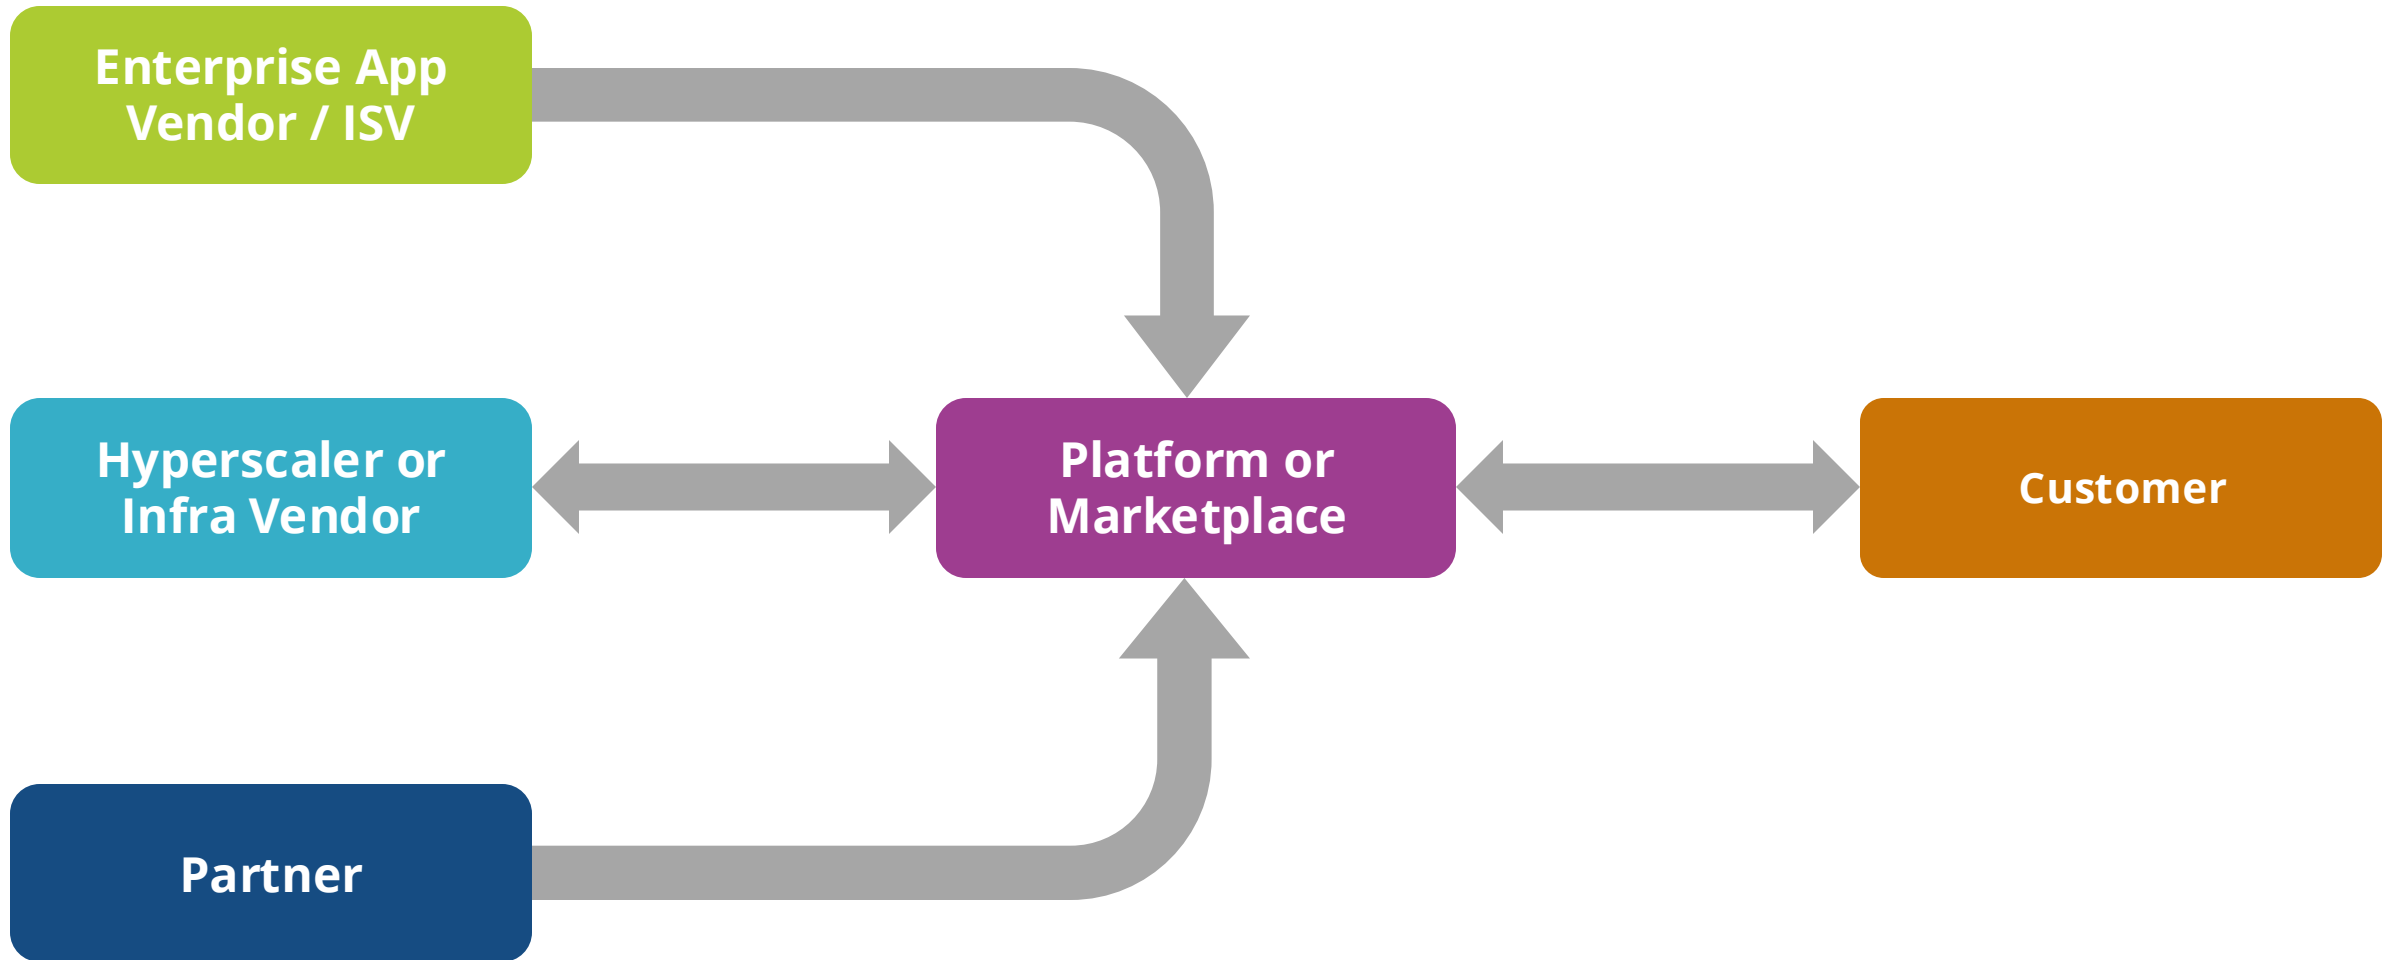 Enterprise App
Vendor / ISV
Hyperscaler or
Infra Vendor
Platform or
Marketplace
Customer
Partner